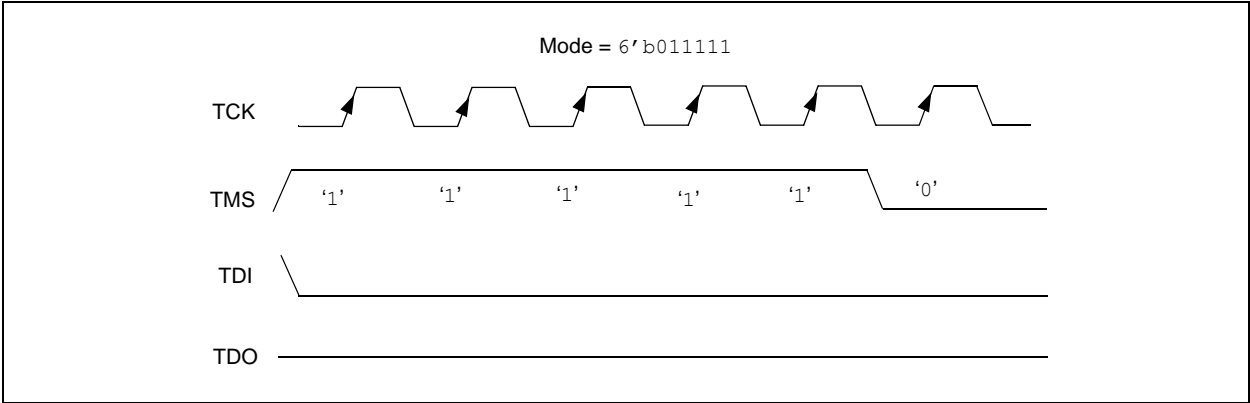 Mode = 6’b011111
TCK
TMS ‘1’ ‘1’ ‘1’ ‘1’ ‘1’ ‘0’
TDI
TDO